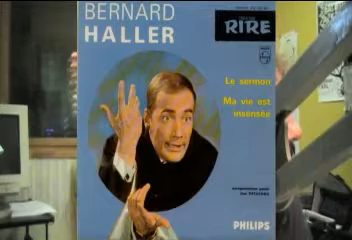 BERNARD
HALLER
RIRE
Le sermon
Ma vie est
insensée
PHILIPS